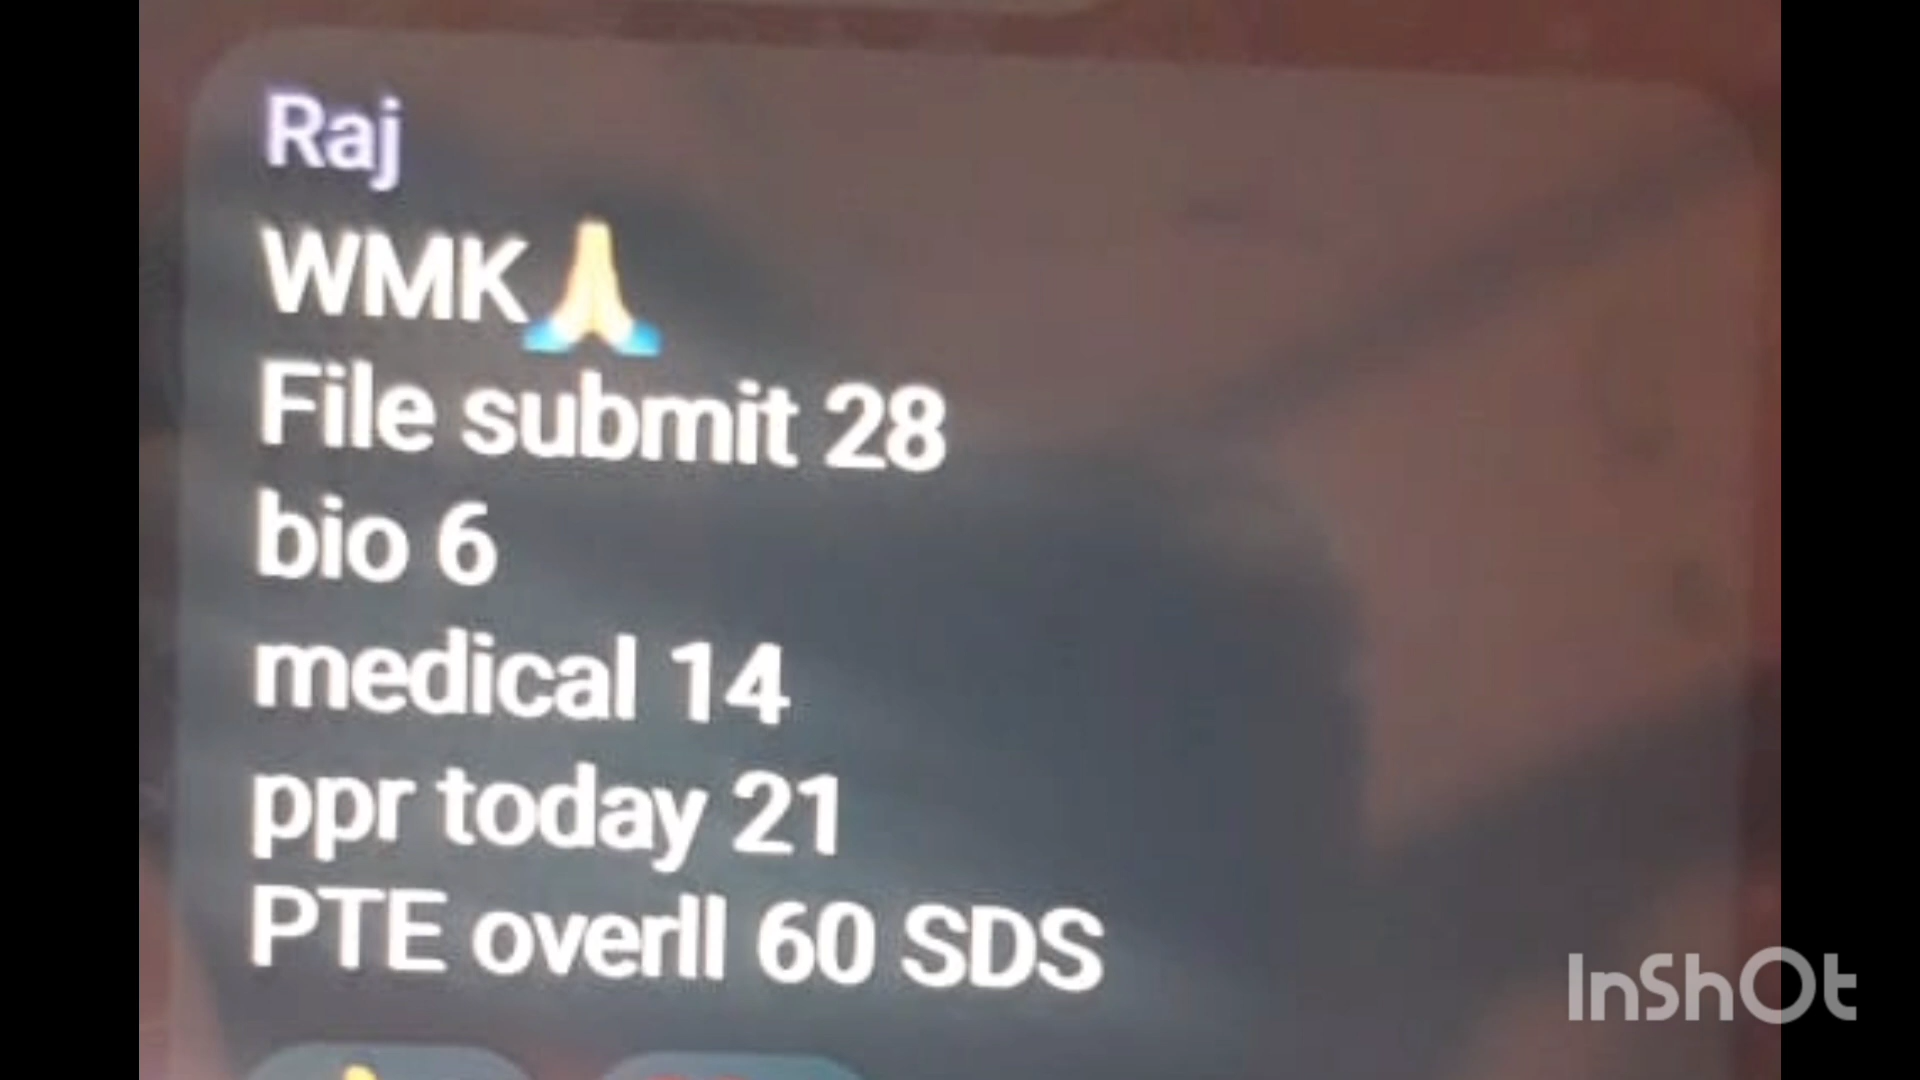 Raj
WMK🙏
File submit 28
bio 6
medical 14
ppr today 21
PTE overll 60 SDS
InShOt